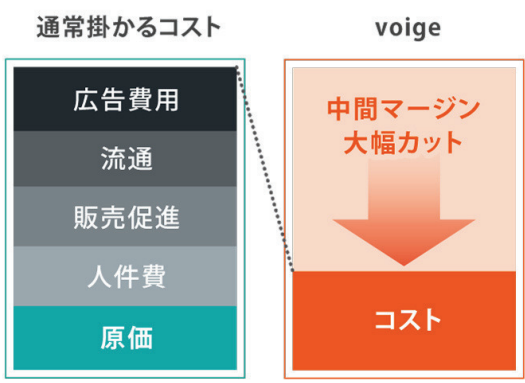 通常掛かるコスト
広告費用
流通
販売促進
人件費
原価
voige
中間マージン
大幅カット
コスト